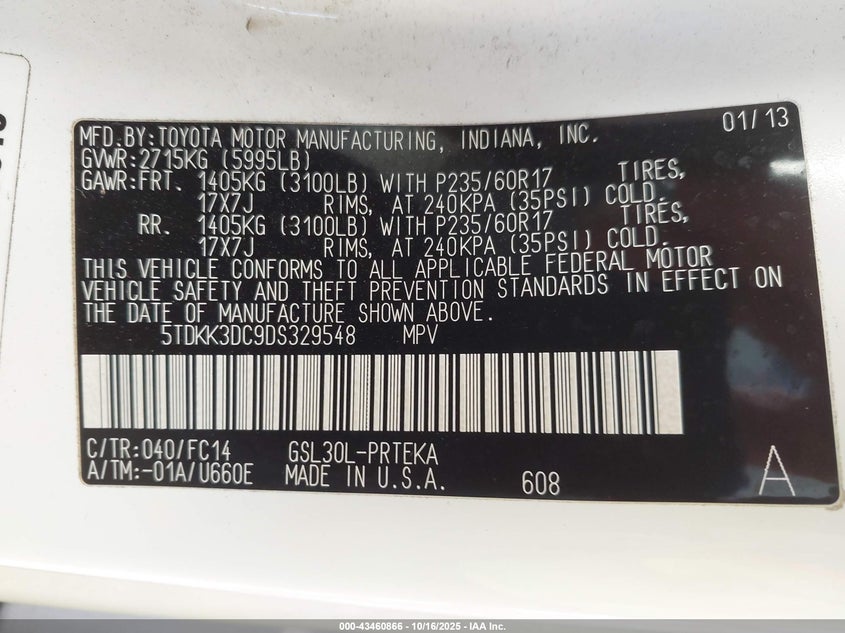 MFD.BY:TOYOTA MOTOR MANUFACTURING, INDIANA, INC. 01/13
GVWR:2715KG (5995LB)
GAWR:FRT. 1405KG (3100LB) WITH P235/60R17 TIRES,
17X7J RIMS, AT 240KPA (35PSI) COLD.
RR. 1405KG (3100LB) WITH P235/60R17 TIRES,
17X7J RIMS, AT 240KPA (35PSI) COLD.
THIS VEHICLE CONFORMS TO ALL APPLICABLE FEDERAL MOTOR
VEHICLE SAFETY AND THEFT PREVENTION STANDARDS IN EFFECT ON
THE DATE OF MANUFACTURE SHOWN ABOVE.
5TDKK3DC9DS329548 MPV
C/TR:040/FC14 GSL30L-PRTEKA
A/TM:-01A/U660E MADE IN U.S.A. 608 A
000-43460866 - 10/16/2025 - IAA Inc.